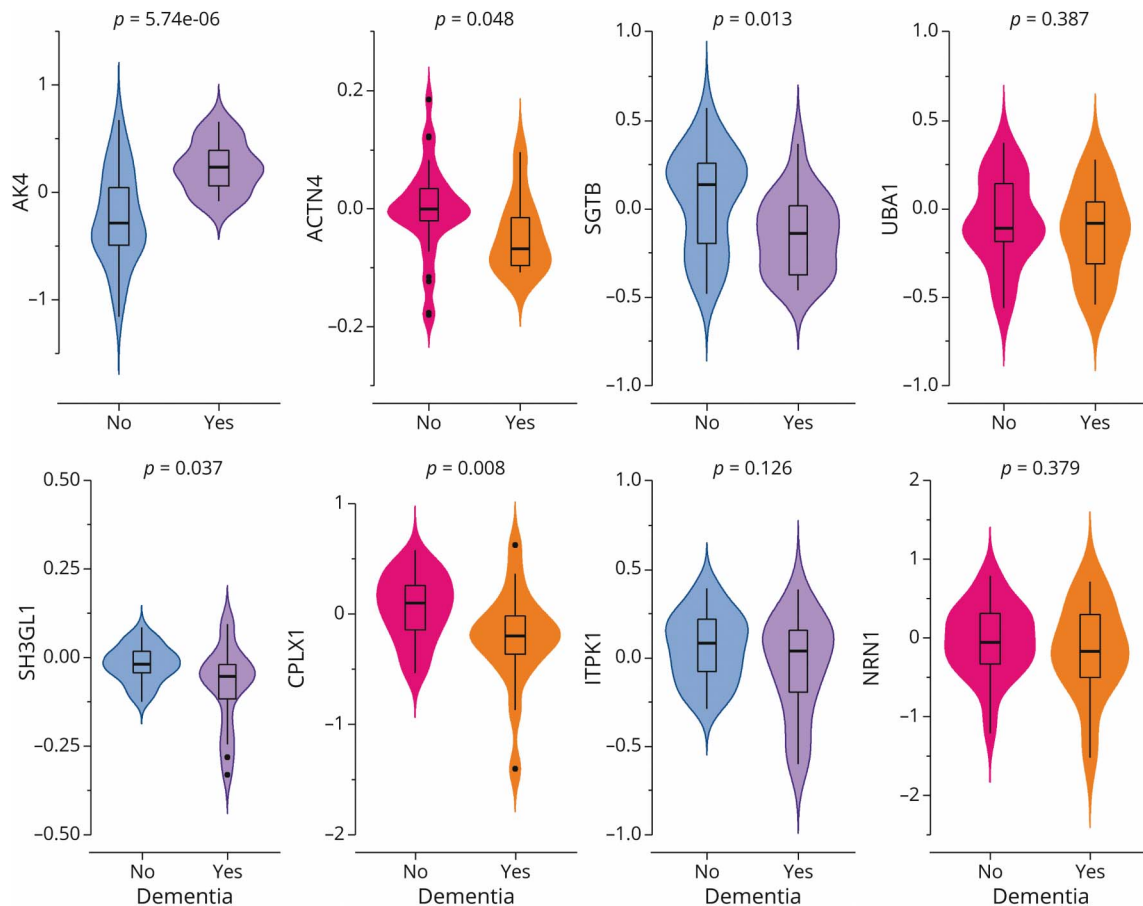 p = 5.74e-06
p = 0.048
p = 0.013
p = 0.387
AK4
1
0
–1
No Yes
ACTN4
0.2
0.0
–0.2
No Yes
SGTB
1.0
0.5
0.0
–0.5
–1.0
No Yes
UBA1
1.0
0.5
0.0
–0.5
–1.0
No Yes
p = 0.037
p = 0.008
p = 0.126
p = 0.379
SH3GL1
0.50
0.25
0.00
–0.25
–0.50
No Yes
Dementia
CPLX1
1
0
–1
–2
No Yes
Dementia
ITPK1
1.0
0.5
0.0
–0.5
–1.0
No Yes
Dementia
NRN1
2
1
0
–1
–2
No Yes
Dementia